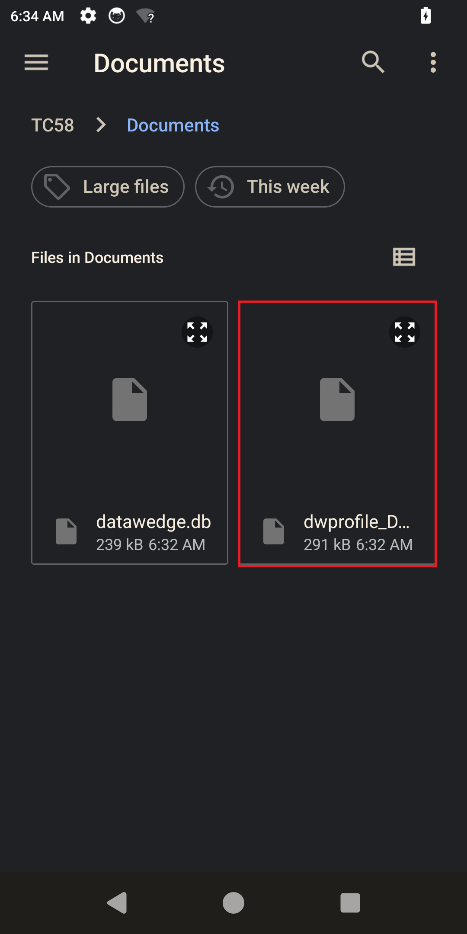 6:34 AM
Documents
TC58 Documents
Large files
This week
Files in Documents
datawedge.db
239 kB 6:32 AM
dwprofile_D...
291 kB 6:32 AM